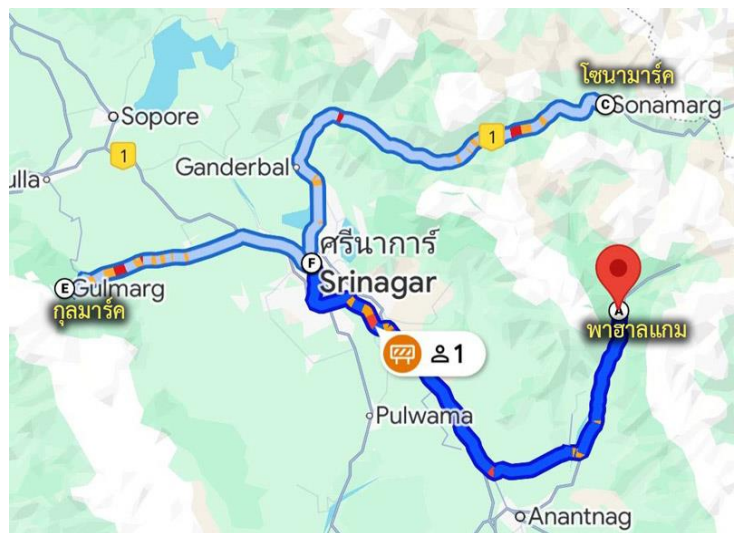 โซนามาร์ค
C
Sonamarg
Sopore
1
1
Ganderbal
ulla
ศรีนาการ์
F
Srinagar
E
Gulmarg
กุลมาร์ค
A
พาฮาลแกม
1
Pulwama
Anantnag